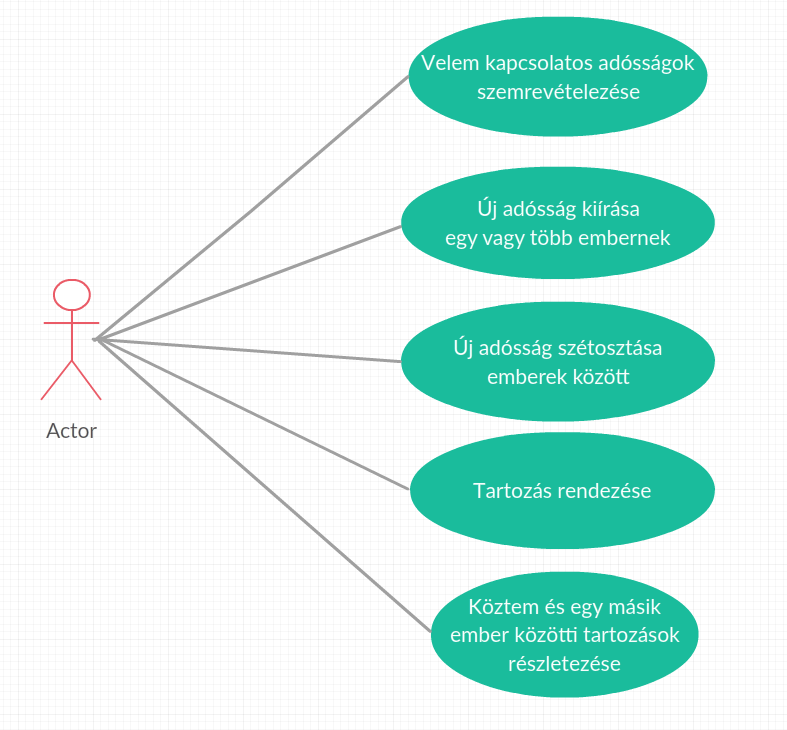 Velem kapcsolatos adósságok
szemrevételezése
Új adósság kiírása
egy vagy több embernek
Új adósság szétosztása
emberek között
Actor
Tartozás rendezése
Köztem és egy másik
ember közötti tartozások
részletezése